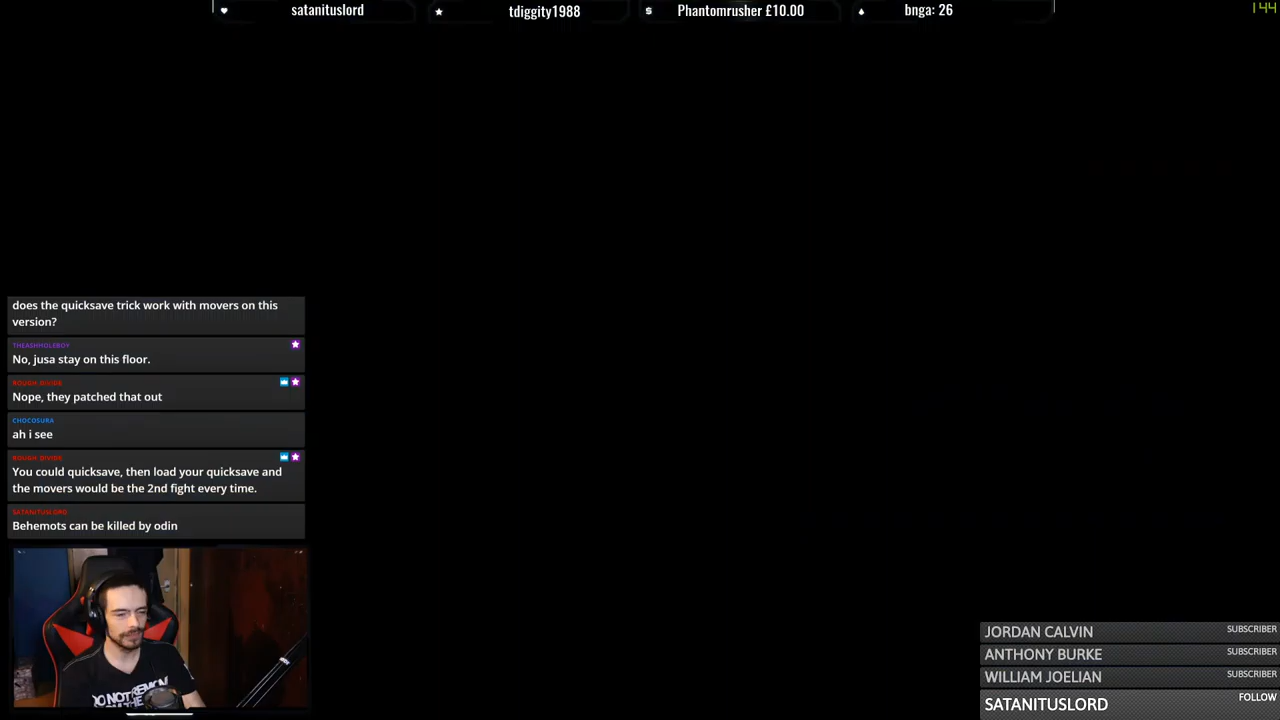 satanituslord
tdiggity1988
Phantomrusher £10.00
bnga: 26
144
does the quicksave trick work with movers on this
version?
THEASHHOLEBOY
No, jusa stay on this floor.
ROUGH DIVIDE
Nope, they patched that out
CHOCOSURA
ah i see
ROUGH DIVIDE
You could quicksave, then load your quicksave and
the movers would be the 2nd fight every time.
SATANITUSLORD
Behemots can be killed by odin
DO NOT REMO
JORDAN CALVIN SUBSCRIBER
ANTHONY BURKE SUBSCRIBER
WILLIAM JOELIAN SUBSCRIBER
SATANITUSLORD FOLLOW